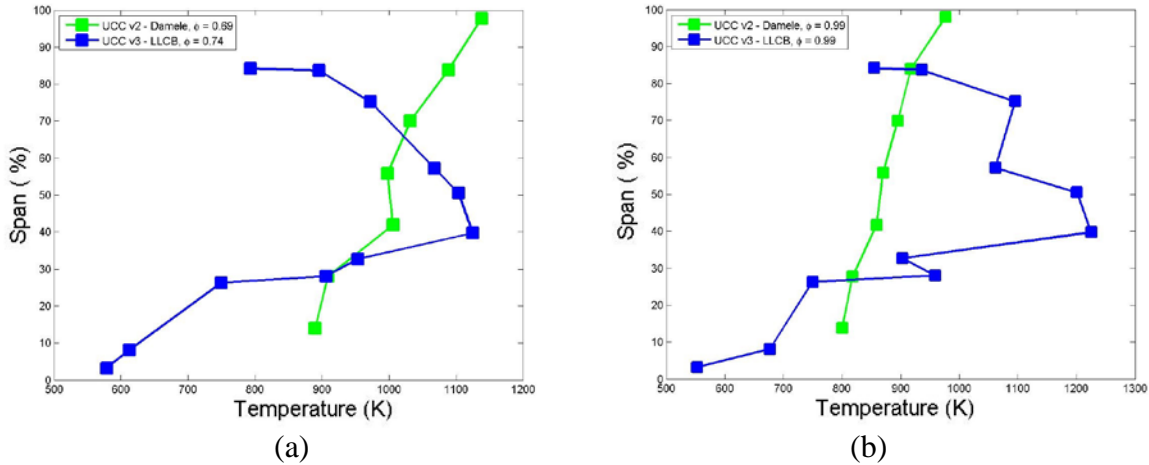 UCC v2 - Damele, ϕ = 0.69
UCC v3 - LLCB, ϕ = 0.74
100
90
80
70
60
50
40
30
20
10
0
Span ( %)
500 600 700 800 900 1000 1100 1200
Temperature (K)
(a)
UCC v2 - Damele, ϕ = 0.99
UCC v3 - LLCB, ϕ = 0.99
100
90
80
70
60
50
40
30
20
10
0
Span ( %)
500 600 700 800 900 1000 1100 1200 1300
Temperature (K)
(b)